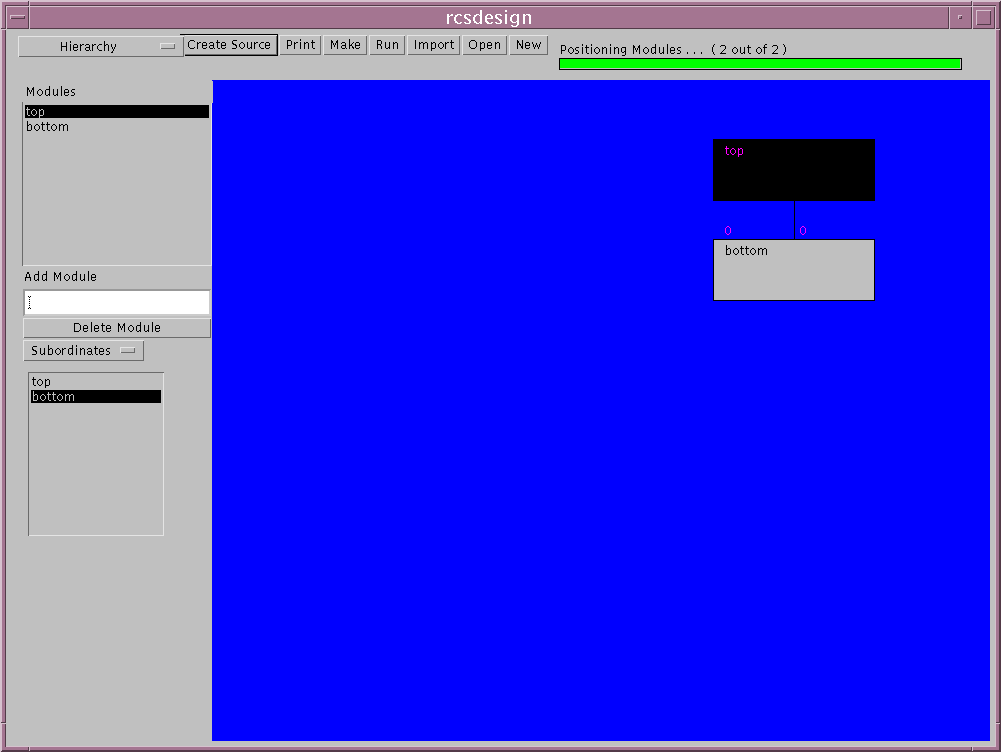 rcsdesign
Hierarchy Create Source Print Make Run Import Open New
Positioning Modules . . . ( 2 out of 2 )
Modules
top
bottom
Add Module
Delete Module
Subordinates
top
bottom
top
0 0
bottom